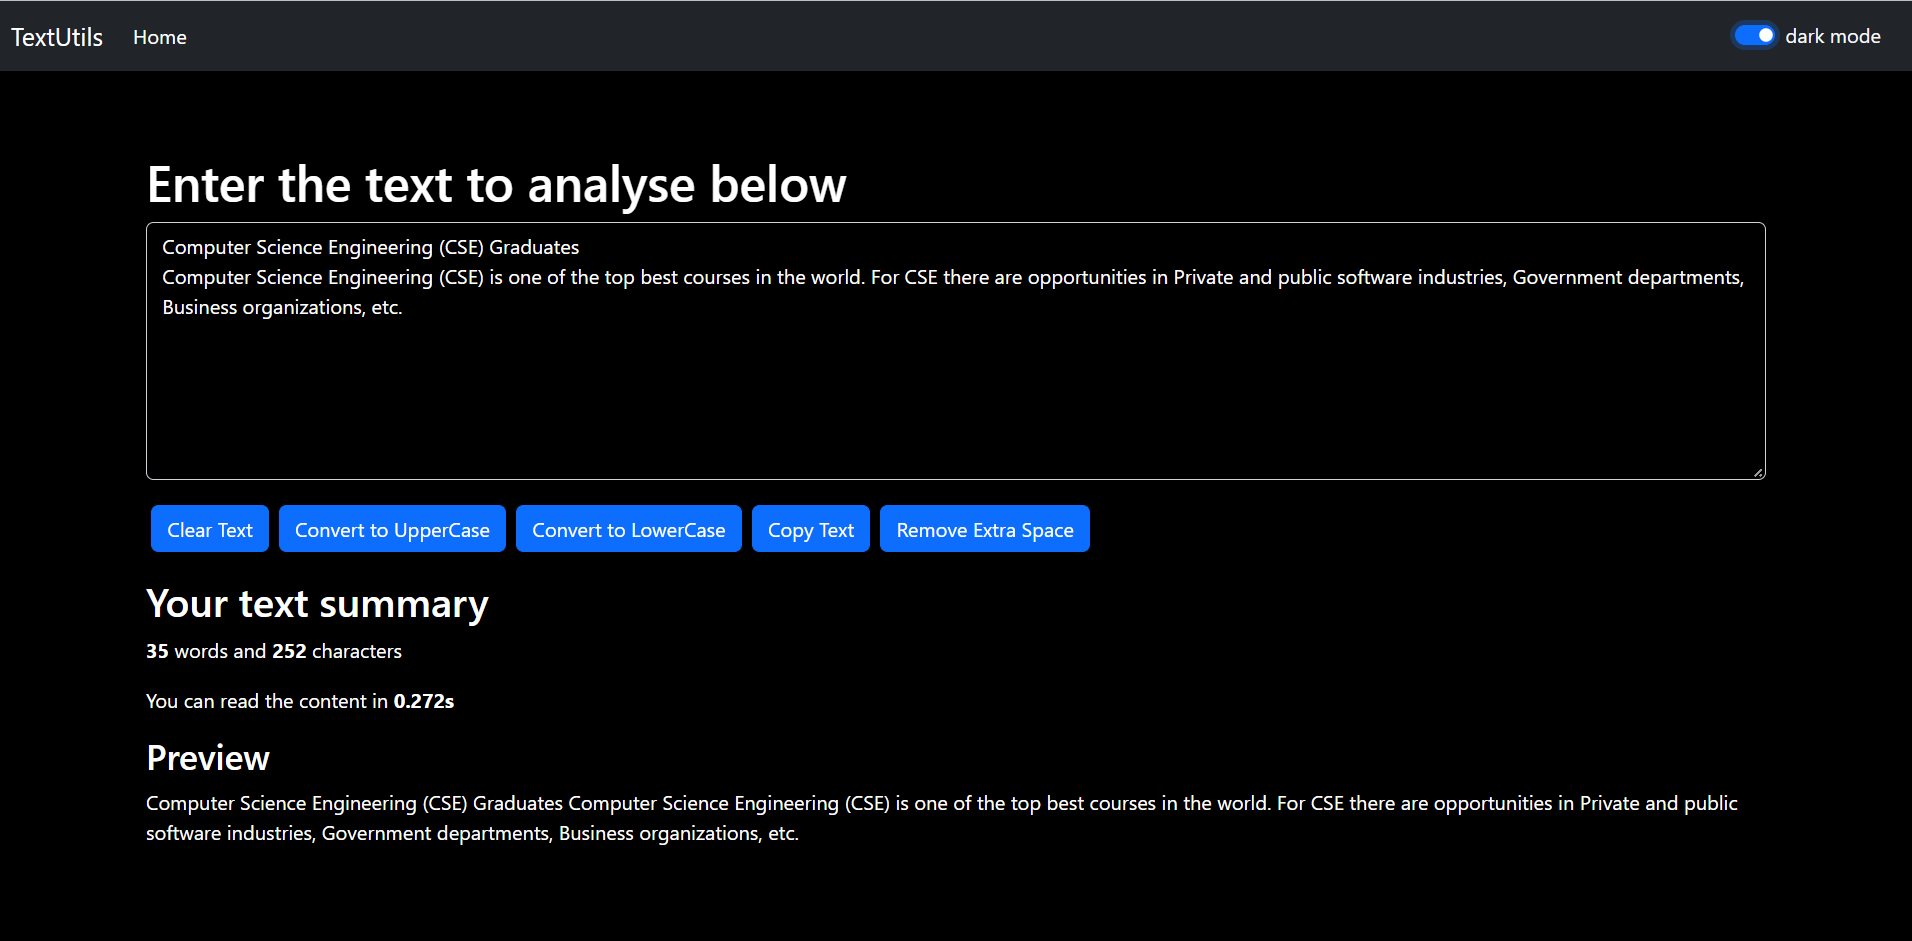 TextUtils Home dark mode
Enter the text to analyse below
Computer Science Engineering (CSE) Graduates
Computer Science Engineering (CSE) is one of the top best courses in the world. For CSE there are opportunities in Private and public software industries, Government departments,
Business organizations, etc.
Clear Text Convert to UpperCase Convert to LowerCase Copy Text Remove Extra Space
Your text summary
35 words and 252 characters
You can read the content in 0.272s
Preview
Computer Science Engineering (CSE) Graduates Computer Science Engineering (CSE) is one of the top best courses in the world. For CSE there are opportunities in Private and public
software industries, Government departments, Business organizations, etc.